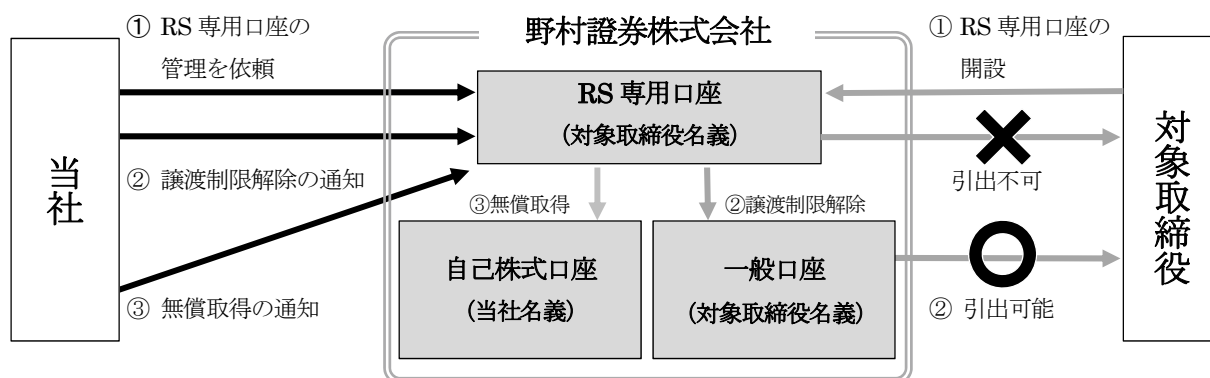 ① RS 専用口座の
管理を依頼
野村證券株式会社
① RS 専用口座の
開設
当社
RS 専用口座
(対象取締役名義)
対象取締役
② 譲渡制限解除の通知
引出不可
③無償取得
②譲渡制限解除
自己株式口座
(当社名義)
一般口座
(対象取締役名義)
③ 無償取得の通知
② 引出可能